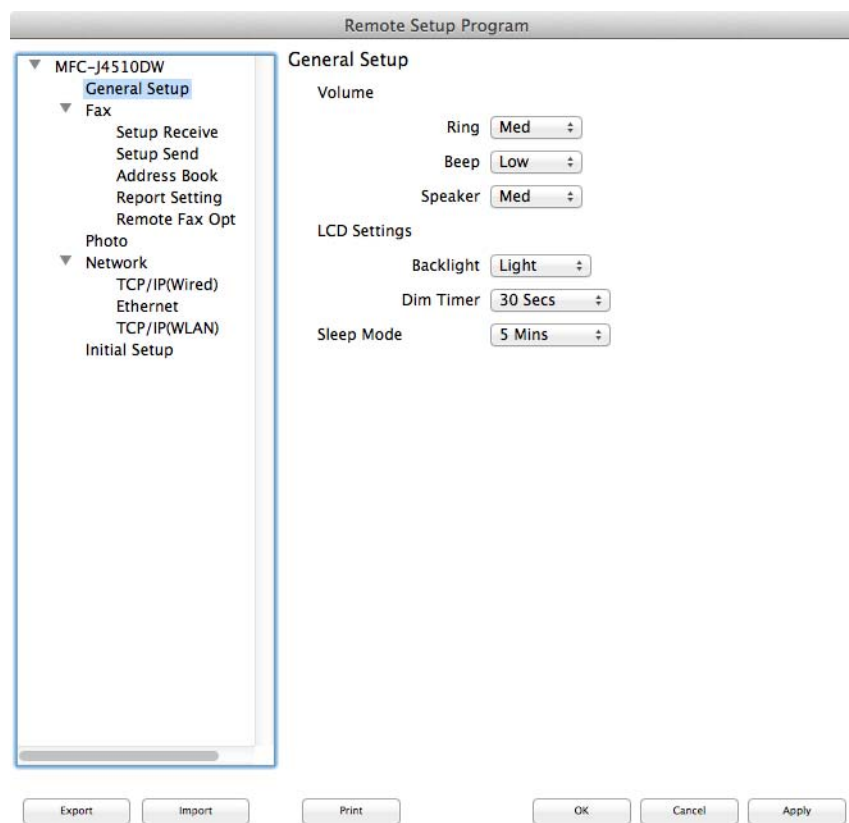 Remote Setup Program
MFC-J4510DW
General Setup
Fax
Setup Receive
Setup Send
Address Book
Report Setting
Remote Fax Opt
Photo
Network
TCP/IP(Wired)
Ethernet
TCP/IP(WLAN)
Initial Setup
General Setup
Volume
Ring Med
Beep Low
Speaker Med
LCD Settings
Backlight Light
Dim Timer 30 Secs
Sleep Mode 5 Mins
Export Import Print OK Cancel Apply